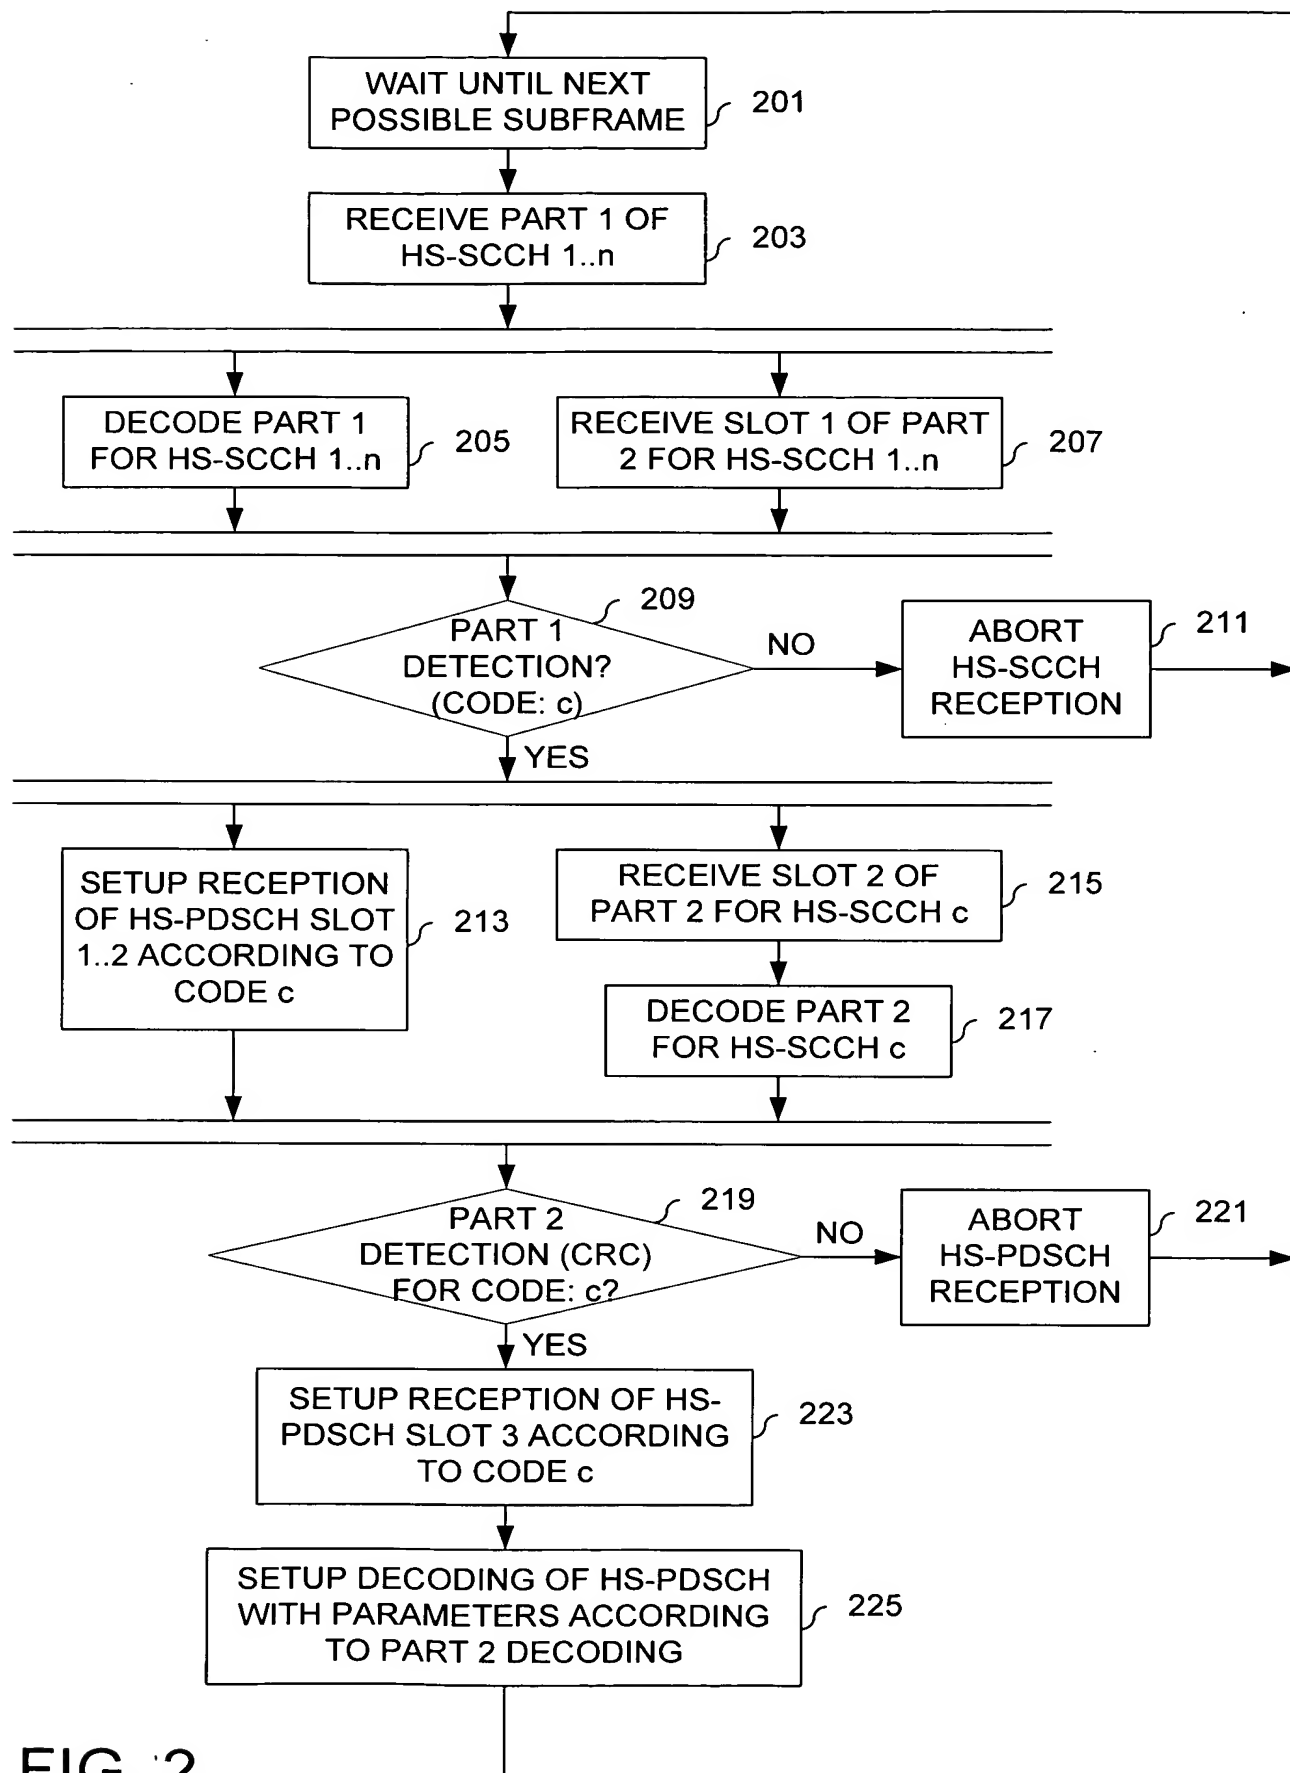 WAIT UNTIL NEXT
POSSIBLE SUBFRAME
201
RECEIVE PART 1 OF
HS-SCCH 1..n
203
DECODE PART 1
FOR HS-SCCH 1..n
205
RECEIVE SLOT 1 OF PART
2 FOR HS-SCCH 1..n
207
209
PART 1
DETECTION?
(CODE: c)
NO
ABORT
HS-SCCH
RECEPTION
211
YES
SETUP RECEPTION
OF HS-PDSCH SLOT
1..2 ACCORDING TO
CODE c
213
RECEIVE SLOT 2 OF
PART 2 FOR HS-SCCH c
215
DECODE PART 2
FOR HS-SCCH c
217
219
PART 2
DETECTION (CRC)
FOR CODE: c?
NO
ABORT
HS-PDSCH
RECEPTION
221
YES
SETUP RECEPTION OF HS-
PDSCH SLOT 3 ACCORDING
TO CODE c
223
SETUP DECODING OF HS-PDSCH
WITH PARAMETERS ACCORDING
TO PART 2 DECODING
225
FIG. 2